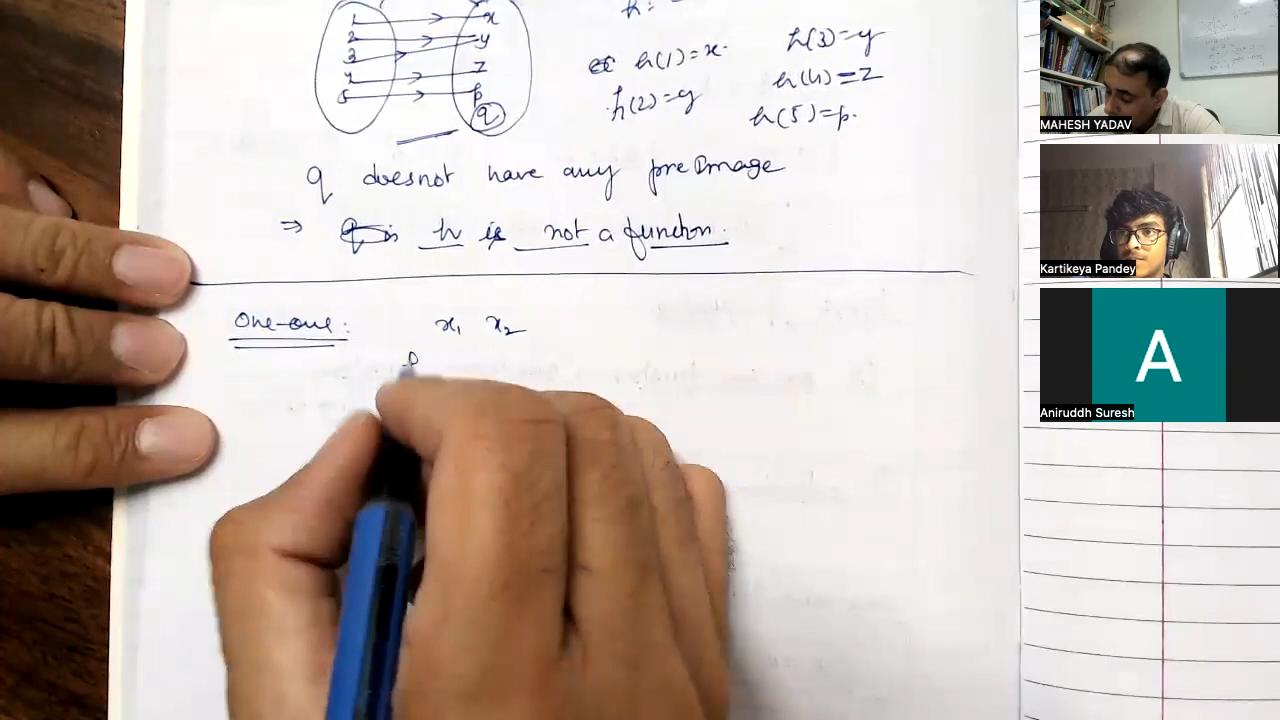 1 x
2 y
3 z
4 p
5 q
h:
h(1)=x. h(3)=y
h(2)=y h(4)=z
h(5)=p.
q doesnot have any preImage
⇒ h is not a function.
One-one: x₁ x₂
MAHESH YADAV
Kartikeya Pandey
A
Aniruddh Suresh